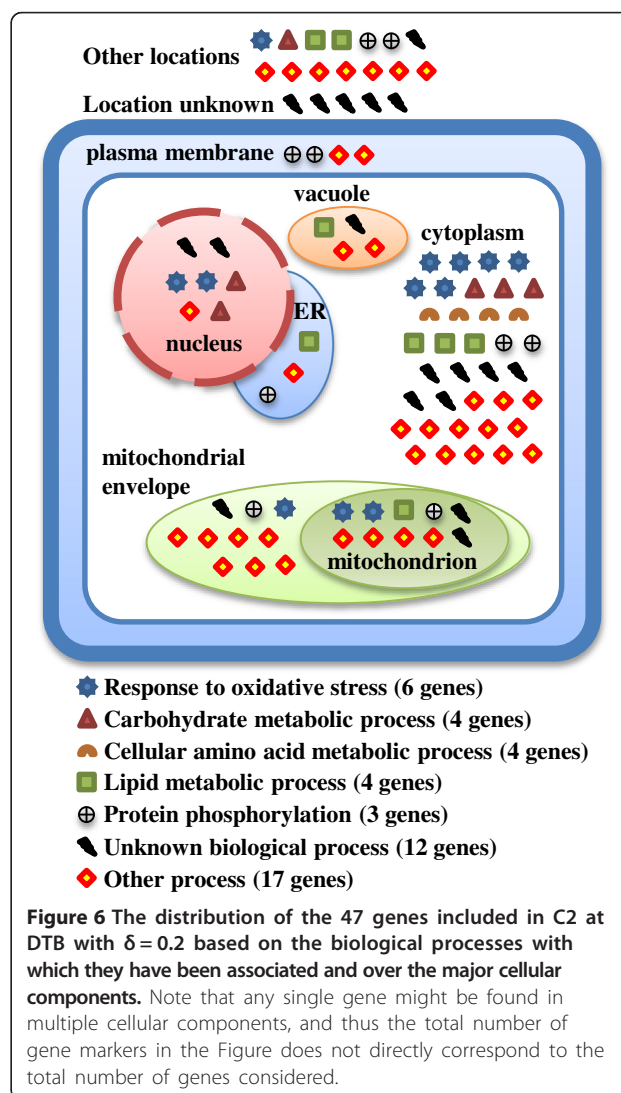 Other locations
Location unknown
plasma membrane
vacuole
cytoplasm
nucleus
ER
mitochondrial
envelope
mitochondrion
Response to oxidative stress (6 genes)
Carbohydrate metabolic process (4 genes)
Cellular amino acid metabolic process (4 genes)
Lipid metabolic process (4 genes)
Protein phosphorylation (3 genes)
Unknown biological process (12 genes)
Other process (17 genes)
Figure 6 The distribution of the 47 genes included in C2 at
DTB with δ = 0.2 based on the biological processes with
which they have been associated and over the major cellular
components. Note that any single gene might be found in
multiple cellular components, and thus the total number of
gene markers in the Figure does not directly correspond to the
total number of genes considered.